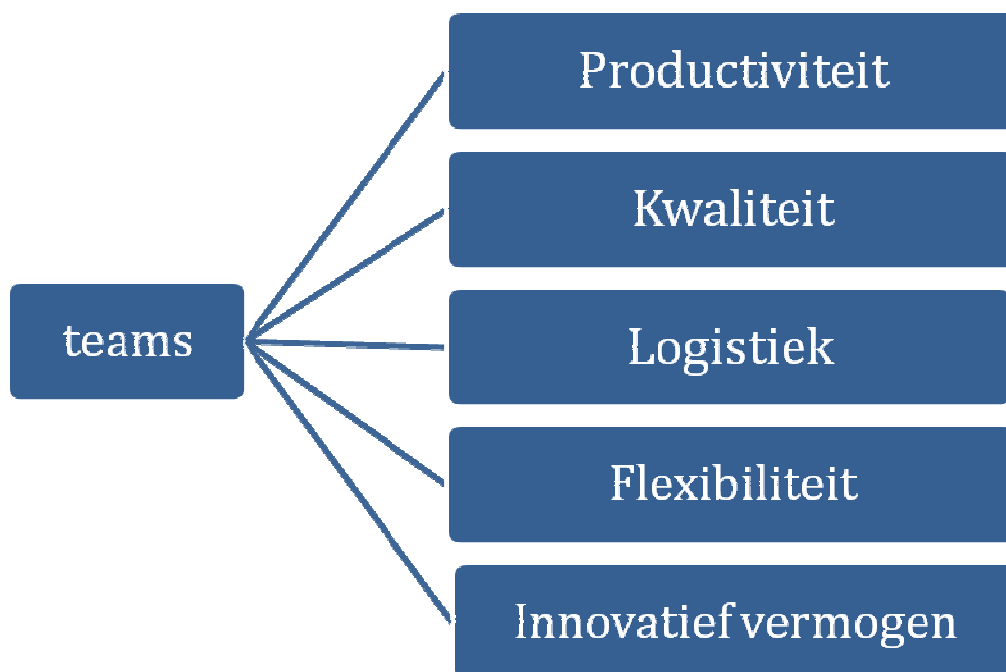 Productiviteit
Kwaliteit
teams
Logistiek
Flexibiliteit
Innovatief vermogen